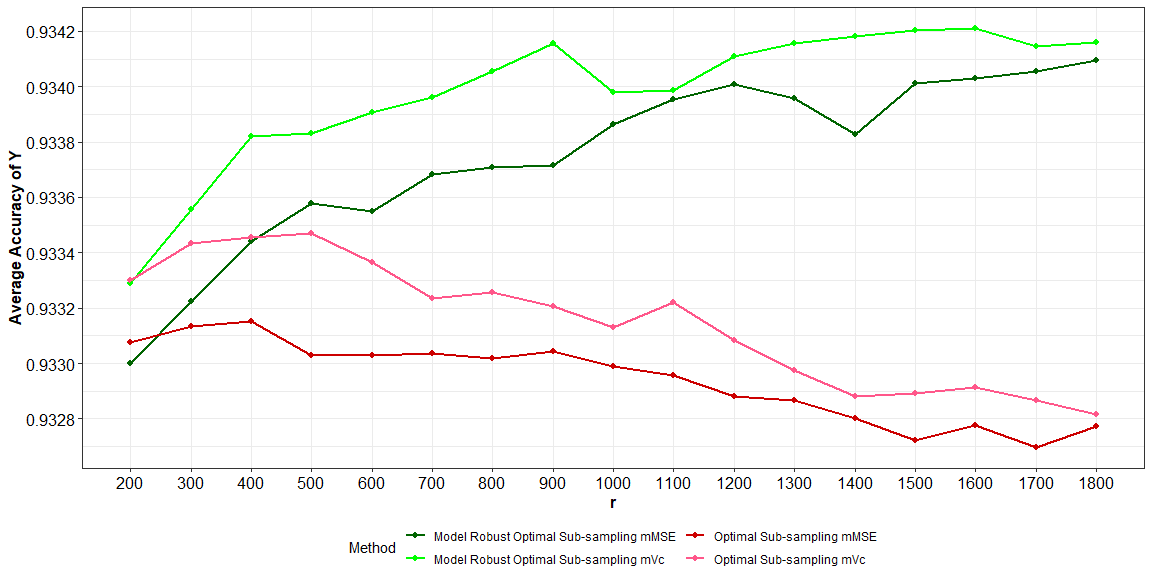 Average Accuracy of Y
0.9342
0.9340
0.9338
0.9336
0.9334
0.9332
0.9330
0.9328
200 300 400 500 600 700 800 900 1000 1100 1200 1300 1400 1500 1600 1700 1800
r
Method
Model Robust Optimal Sub-sampling mMSE
Optimal Sub-sampling mMSE
Model Robust Optimal Sub-sampling mVc
Optimal Sub-sampling mVc